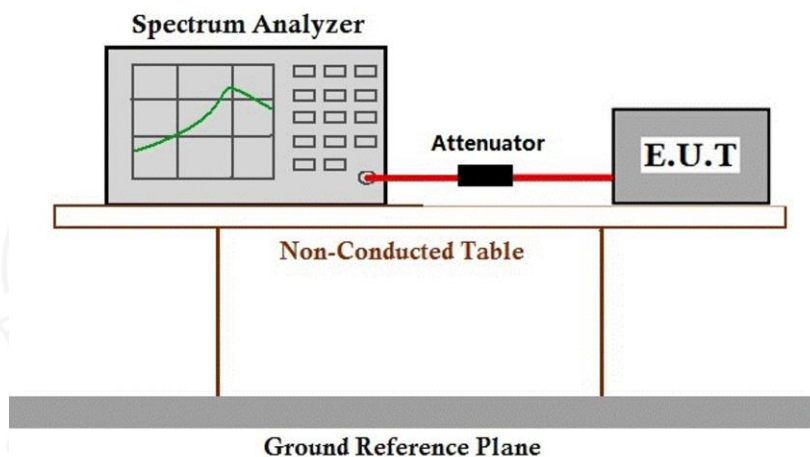 Spectrum Analyzer
Attenuator
E.U.T
Non-Conducted Table
Ground Reference Plane